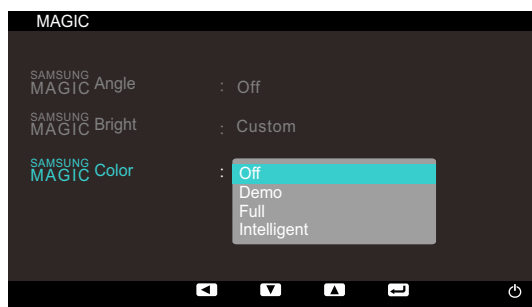 MAGIC
SAMSUNG
MAGIC Angle : Off
SAMSUNG
MAGIC Bright : Custom
SAMSUNG
MAGIC Color : Off
Demo
Full
Intelligent